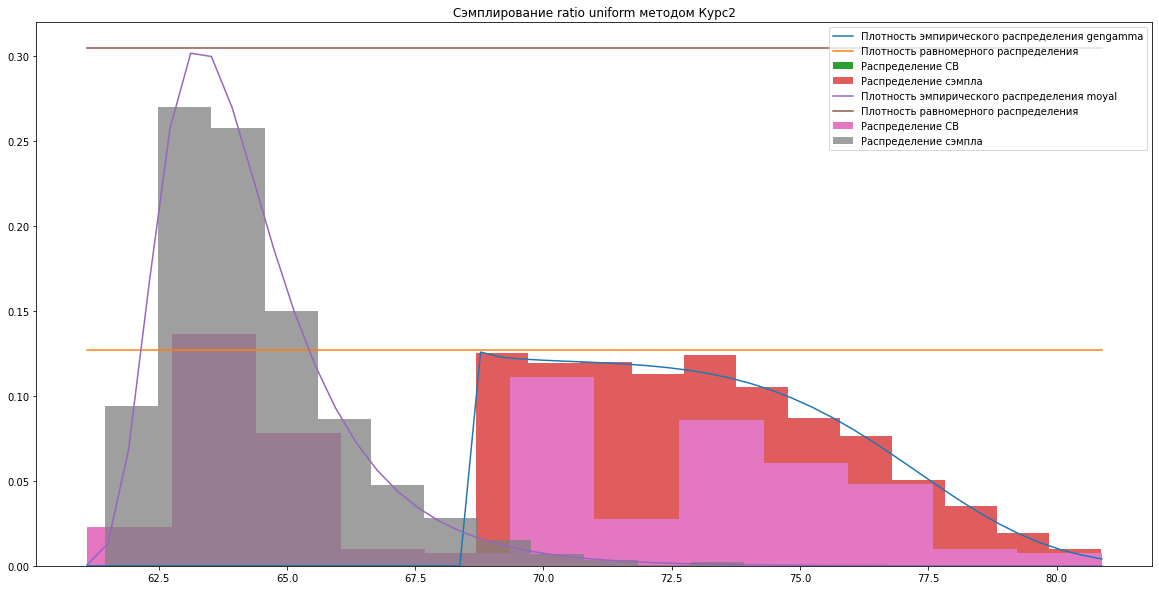 Сэмплирование ratio uniform методом Курс2
Плотность эмпирического распределения gengamma
Плотность равномерного распределения
Распределение СВ
Распределение сэмпла
Плотность эмпирического распределения moyal
Плотность равномерного распределения
Распределение СВ
Распределение сэмпла
0.30
0.25
0.20
0.15
0.10
0.05
0.00
62.5 65.0 67.5 70.0 72.5 75.0 77.5 80.0